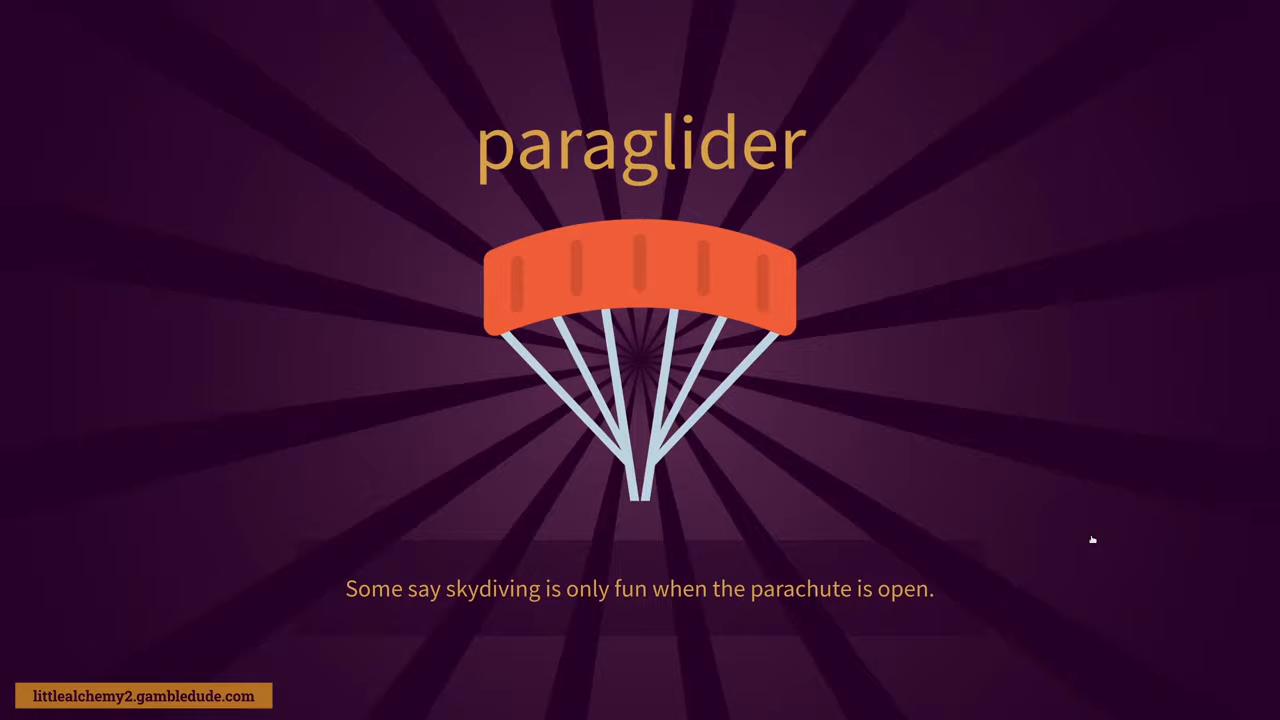 paraglider
Some say skydiving is only fun when the parachute is open.
littlealchemy2.gambledude.com